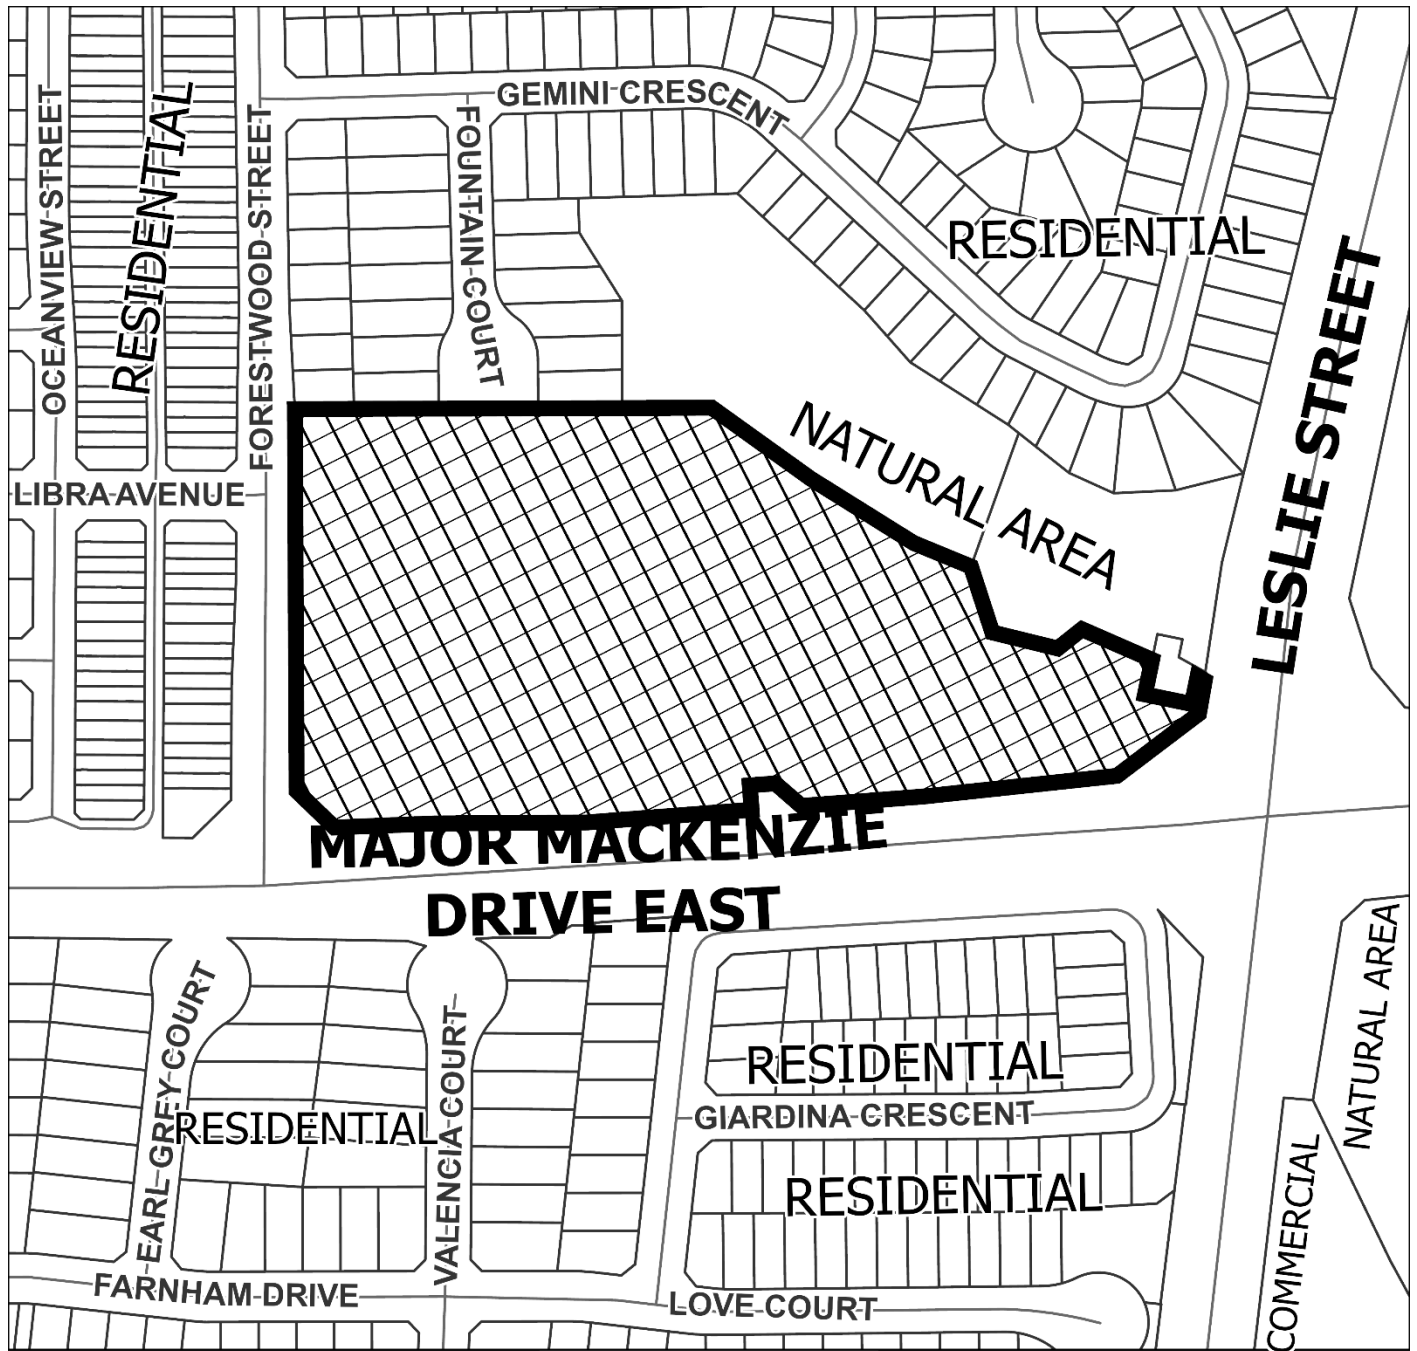 GEMINI CRESCENT
OCEANVIEW STREET
RESIDENTIAL
FORESTWOOD STREET
FOUNTAIN COURT
RESIDENTIAL
LESLIE STREET
NATURAL AREA
LIBRA AVENUE
MAJOR MACKENZIE
DRIVE EAST
NATURAL AREA
EARL GREY COURT
VALENCIA COURT
RESIDENTIAL
RESIDENTIAL
GIARDINA CRESCENT
RESIDENTIAL
COMMERCIAL
FARNHAM DRIVE
LOVE COURT